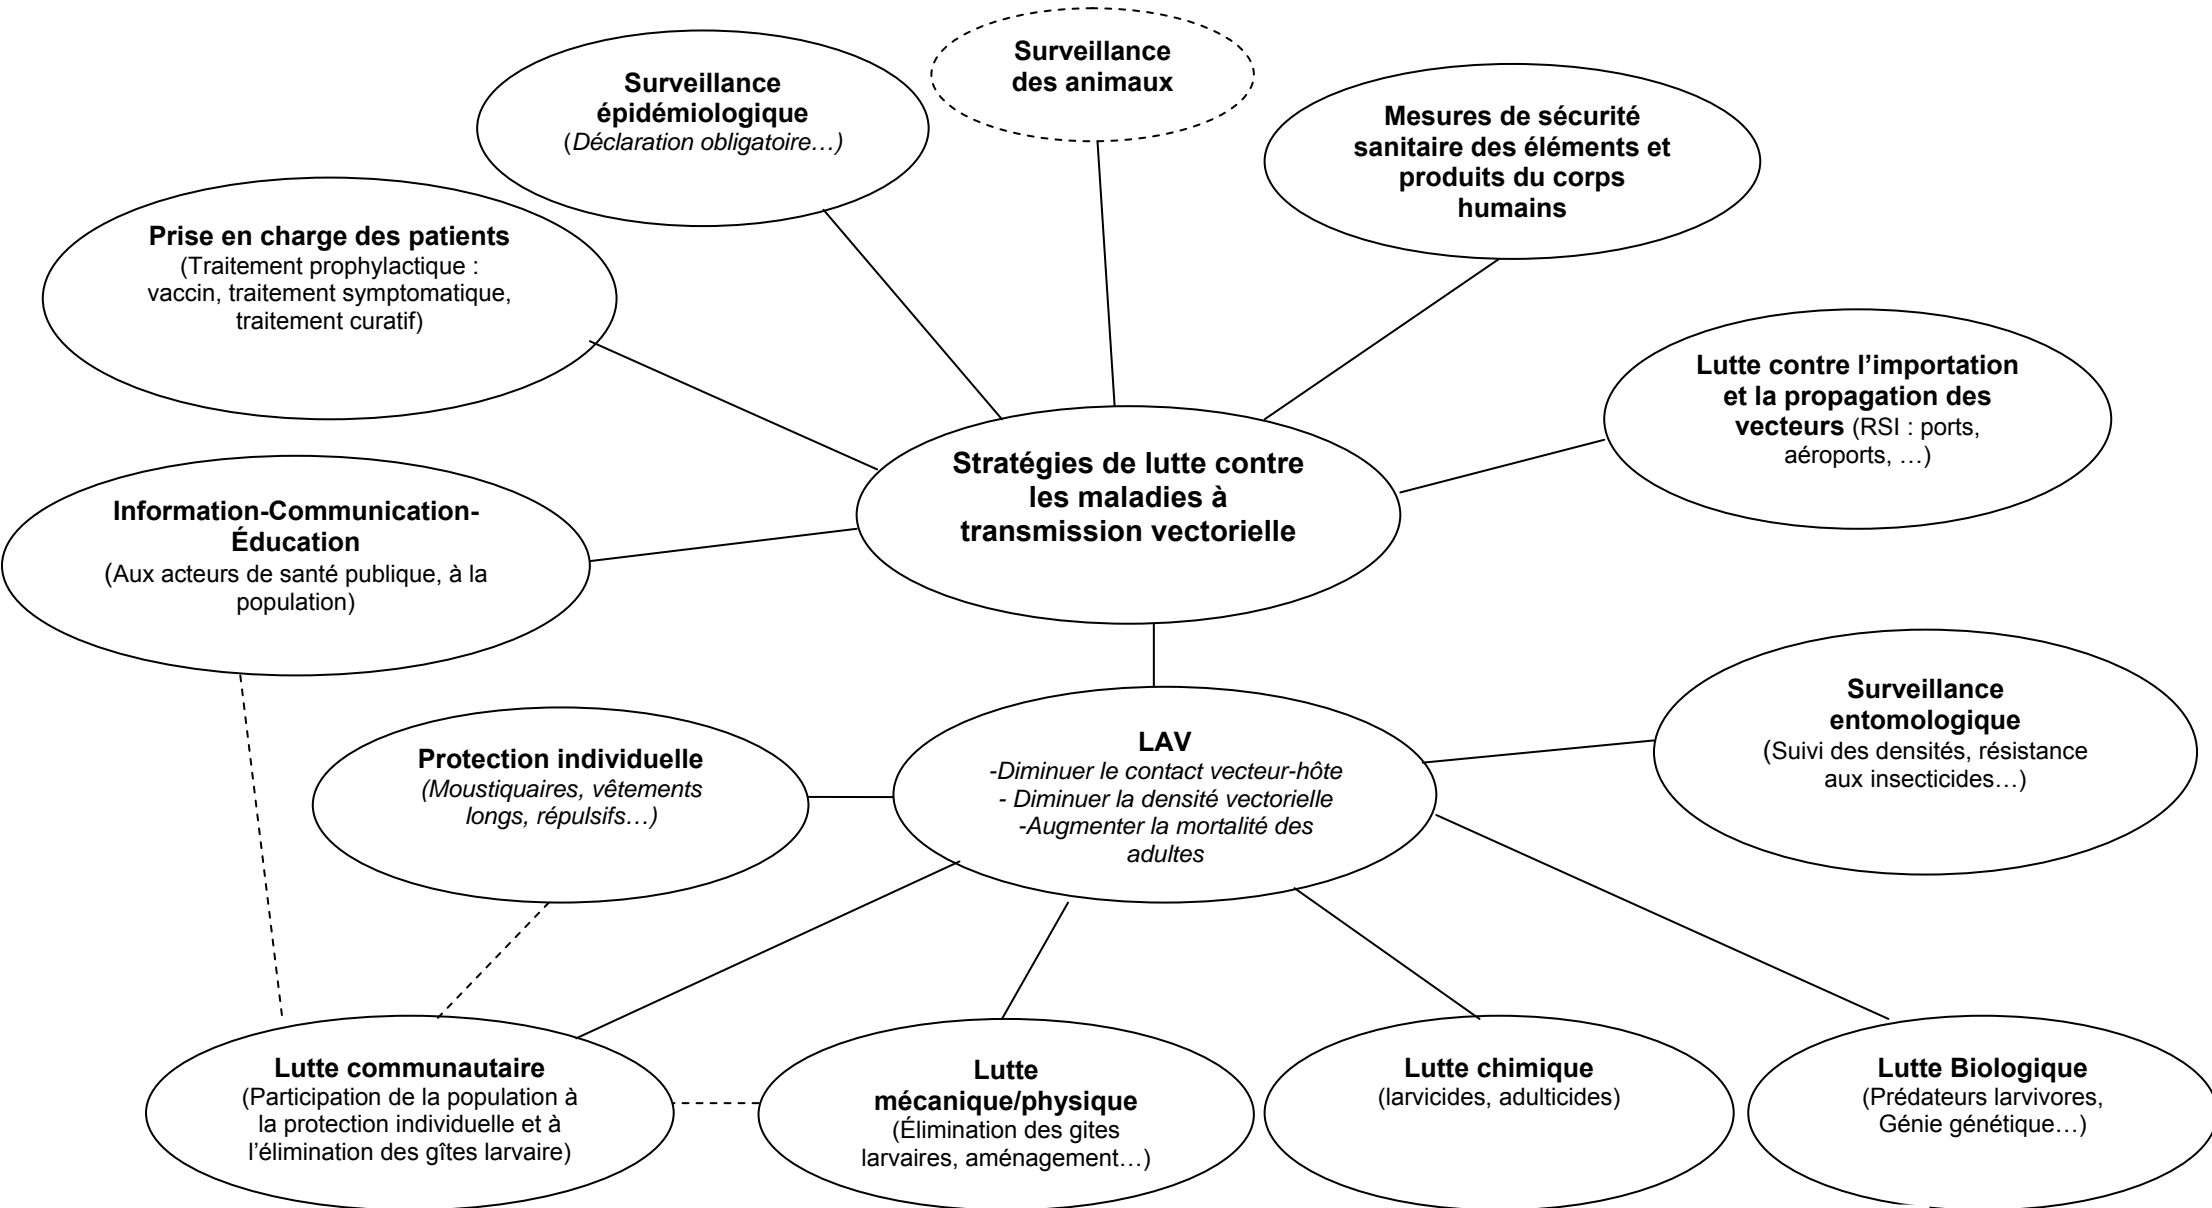 Surveillance
des animaux
Surveillance
épidémiologique
(Déclaration obligatoire…)
Mesures de sécurité
sanitaire des éléments et
produits du corps
humains
Prise en charge des patients
(Traitement prophylactique :
vaccin, traitement symptomatique,
traitement curatif)
Lutte contre l’importation
et la propagation des
vecteurs (RSI : ports,
aéroports, …)
Stratégies de lutte contre
les maladies à
transmission vectorielle
Information-Communication-
Éducation
(Aux acteurs de santé publique, à la
population)
Surveillance
entomologique
(Suivi des densités, résistance
aux insecticides…)
Protection individuelle
(Moustiquaires, vêtements
longs, répulsifs…)
LAV
-Diminuer le contact vecteur-hôte
- Diminuer la densité vectorielle
-Augmenter la mortalité des
adultes
Lutte communautaire
(Participation de la population à
la protection individuelle et à
l’élimination des gîtes larvaire)
Lutte
mécanique/physique
(Élimination des gites
larvaires, aménagement…)
Lutte chimique
(larvicides, adulticides)
Lutte Biologique
(Prédateurs larvivores,
Génie génétique…)